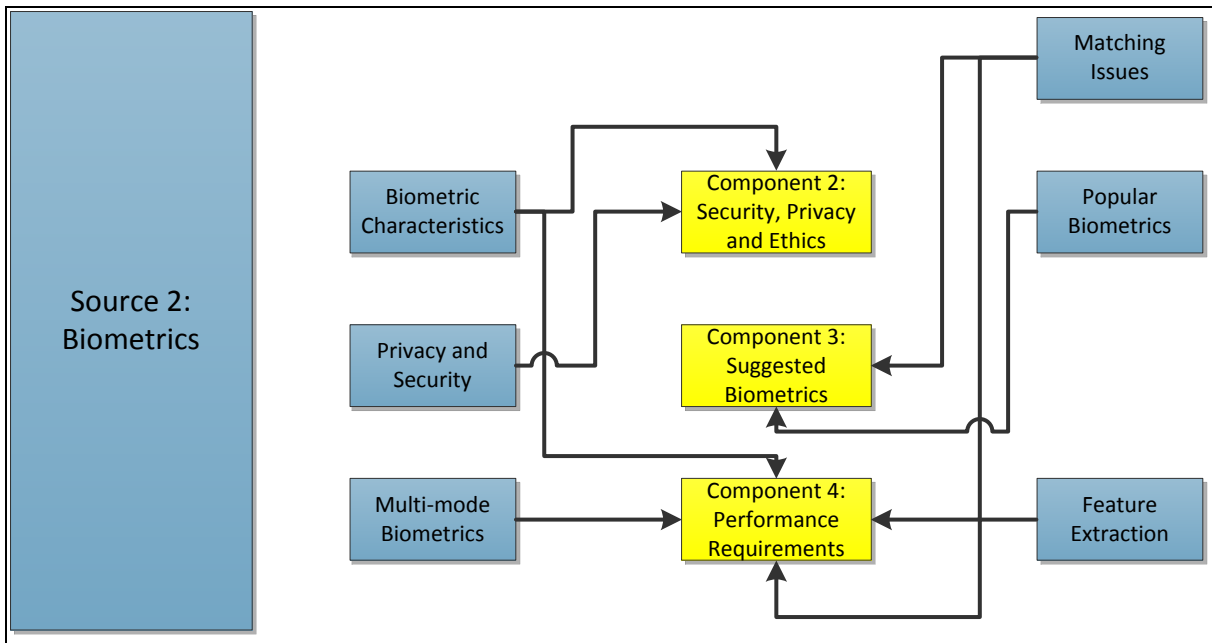 Source 2:
Biometrics
Biometric
Characteristics
Privacy and
Security
Multi-mode
Biometrics
Component 2:
Security, Privacy
and Ethics
Component 3:
Suggested
Biometrics
Component 4:
Performance
Requirements
Matching
Issues
Popular
Biometrics
Feature
Extraction